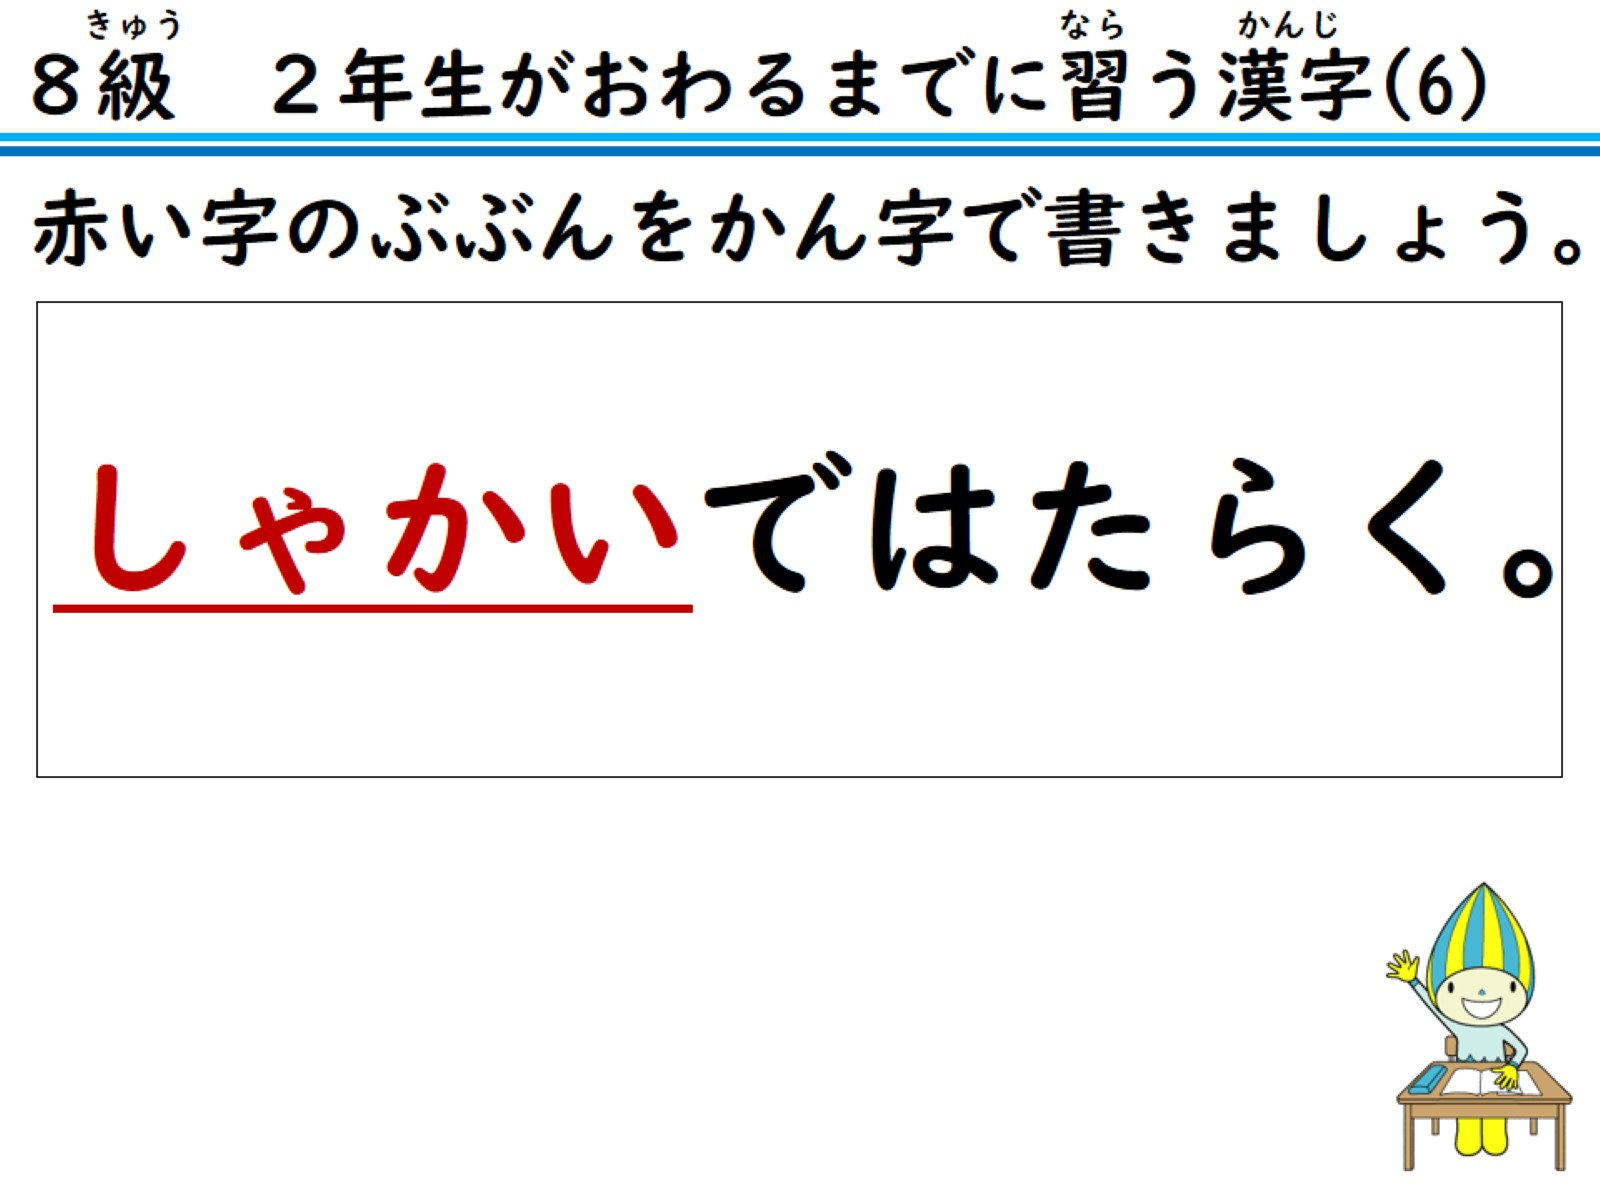 きゅう なら かんじ
８級　２年生がおわるまでに習う漢字(6)
赤い字のぶぶんをかん字で書きましょう。
しゃかいではたらく。